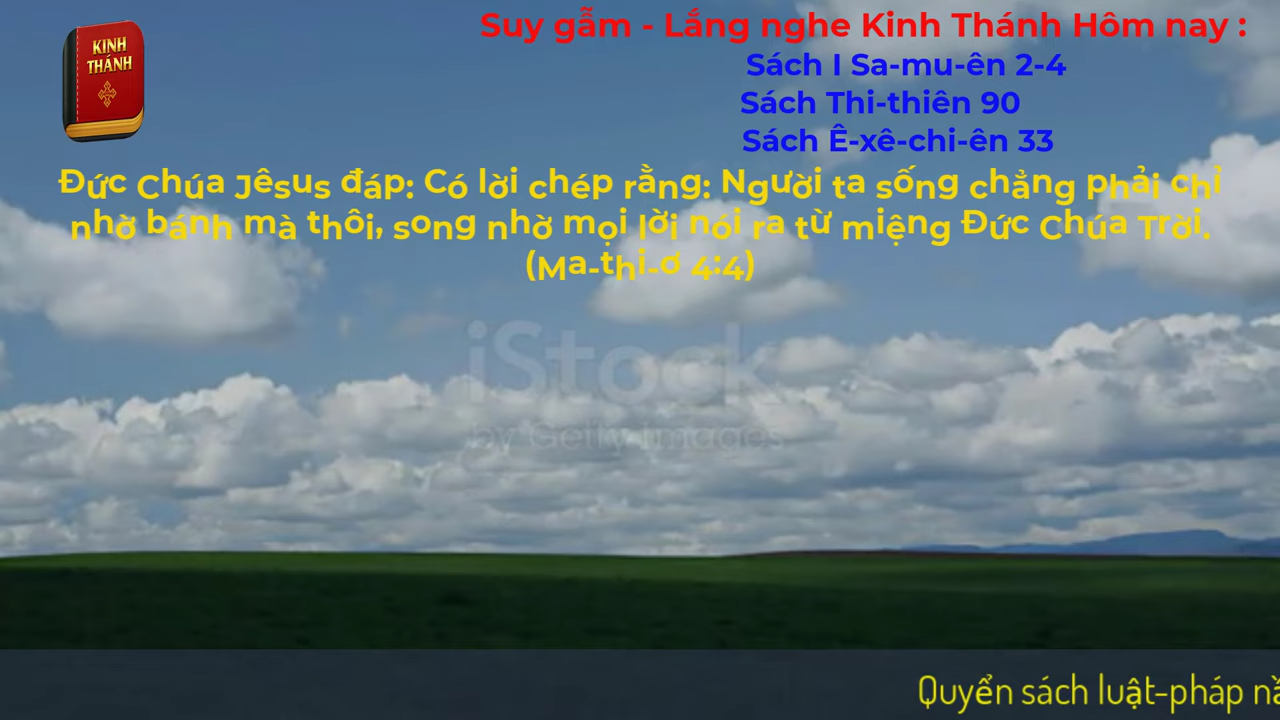 KINH
THÁNH
Suy gẫm - Lắng nghe Kinh Thánh Hôm nay :
Sách I Sa-mu-ên 2-4
Sách Thi-thiên 90
Sách Ê-xê-chi-ên 33
Đức Chúa Jêsus đáp: Có lời chép rằng: Người ta sống chẳng phải chỉ
nhờ bánh mà thôi, song nhờ mọi lời nói ra từ miệng Đức Chúa Trời.
(Ma-thi-ơ 4:4)
iStock
by Getty Images
Quyển sách luật-pháp